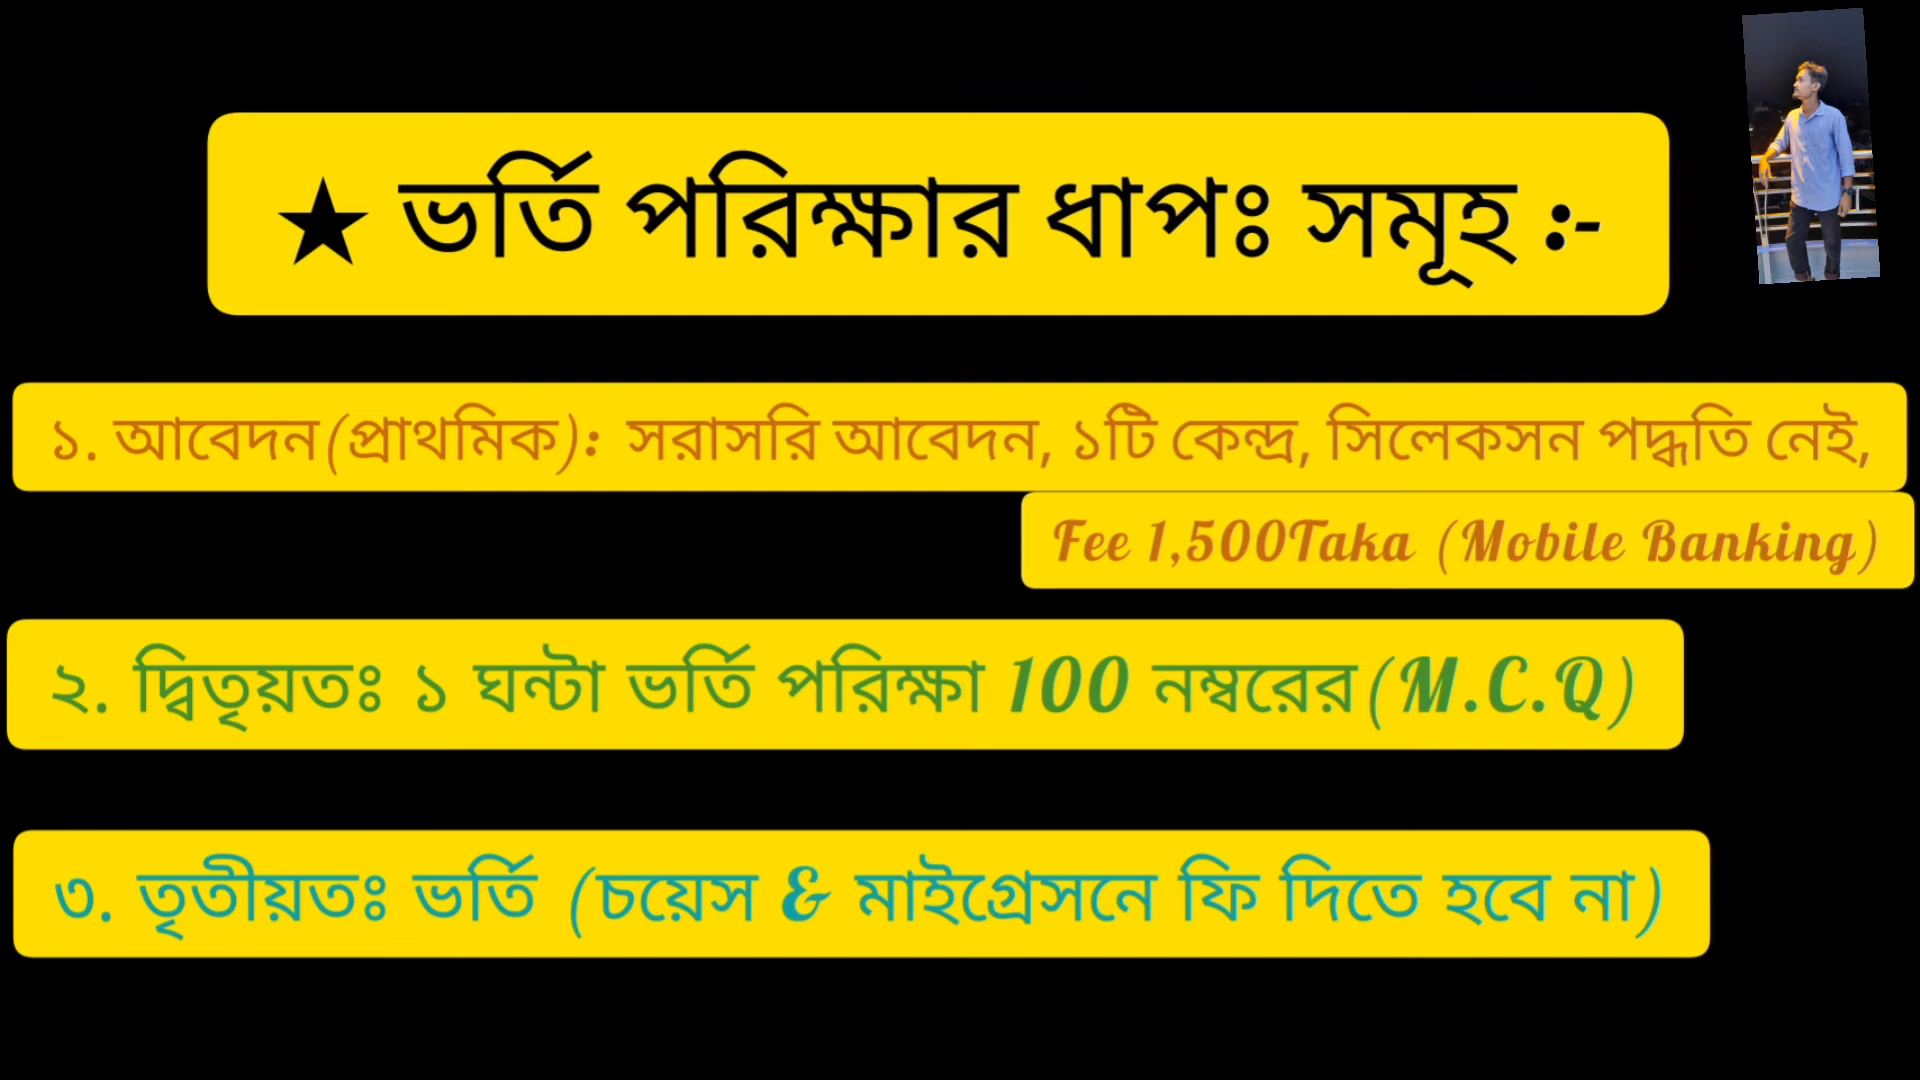 ★ ভর্তি পরিক্ষার ধাপঃ সমূহ :-
১. আবেদন(প্রাথমিক): সরাসরি আবেদন, ১টি কেন্দ্র, সিলেকসন পদ্ধতি নেই,
Fee 1,500Taka (Mobile Banking)
২. দ্বিতৃয়তঃ ১ ঘন্টা ভর্তি পরিক্ষা 100 নম্বরের(M.C.Q)
৩. তৃতীয়তঃ ভর্তি (চয়েস & মাইগ্রেসনে ফি দিতে হবে না)